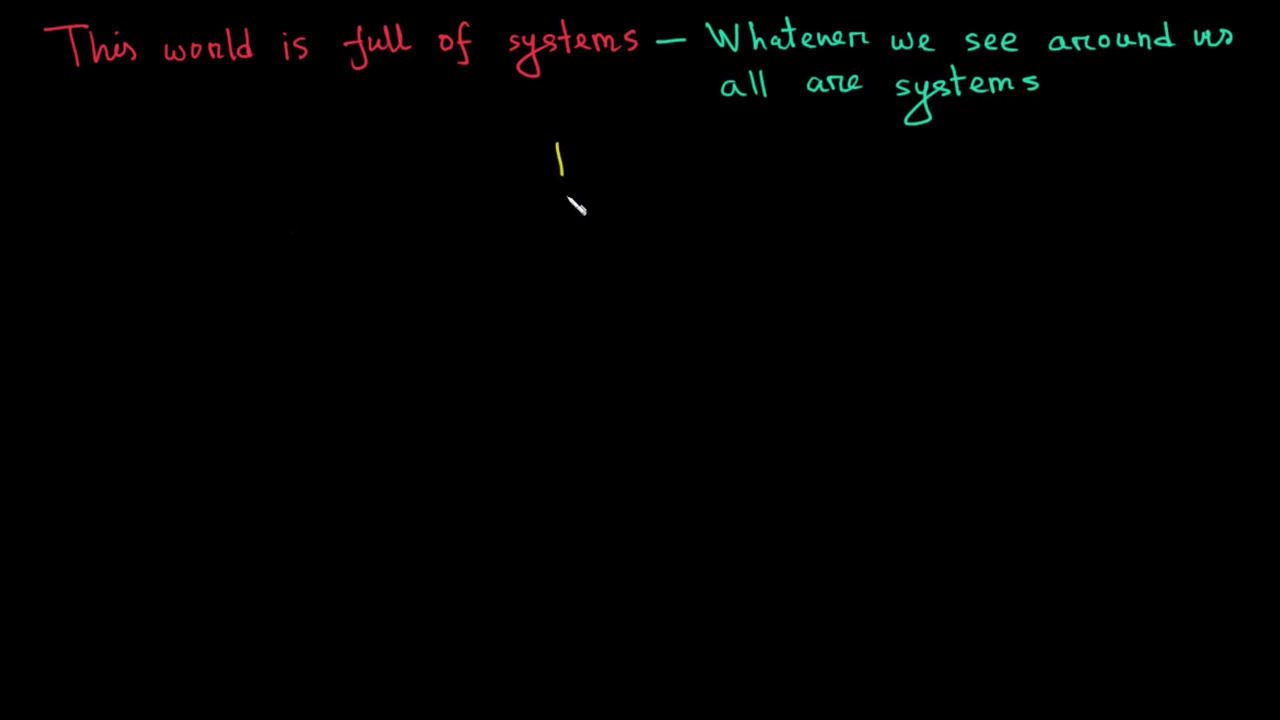 This world is full of systems — Whatever we see around us
all are systems